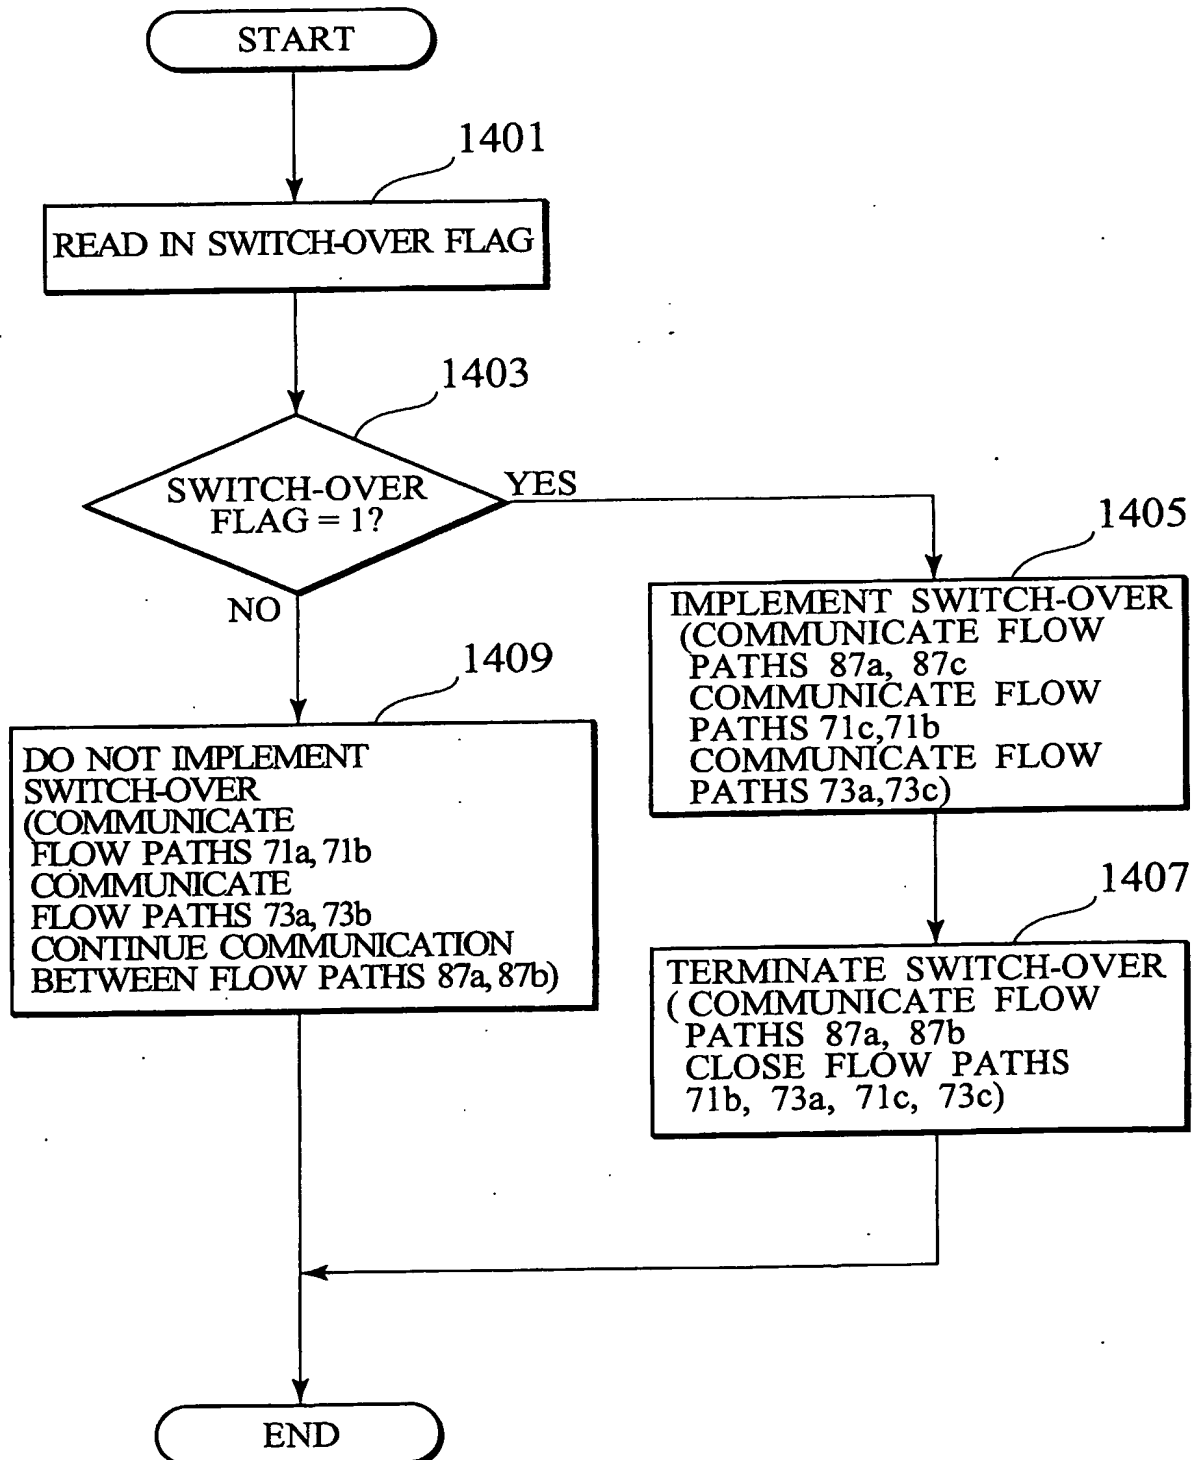 START
1401
READ IN SWITCH-OVER FLAG
1403
SWITCH-OVER
FLAG = 1?
YES
NO
1405
IMPLEMENT SWITCH-OVER
(COMMUNICATE FLOW
PATHS 87a, 87c
COMMUNICATE FLOW
PATHS 71c,71b
COMMUNICATE FLOW
PATHS 73a,73c)
1409
DO NOT IMPLEMENT
SWITCH-OVER
(COMMUNICATE
FLOW PATHS 71a, 71b
COMMUNICATE
FLOW PATHS 73a, 73b
CONTINUE COMMUNICATION
BETWEEN FLOW PATHS 87a, 87b)
1407
TERMINATE SWITCH-OVER
( COMMUNICATE FLOW
PATHS 87a, 87b
CLOSE FLOW PATHS
71b, 73a, 71c, 73c)
END